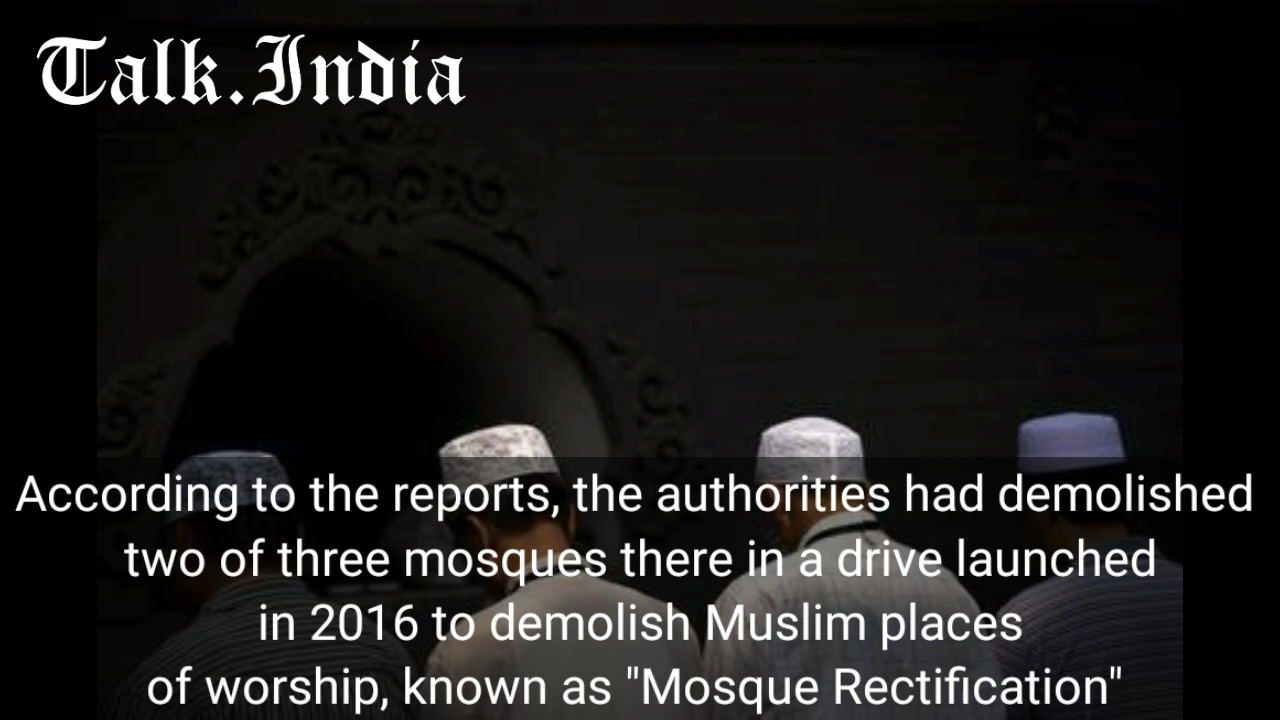 Talk.India
According to the reports, the authorities had demolished
two of three mosques there in a drive launched
in 2016 to demolish Muslim places
of worship, known as "Mosque Rectification"